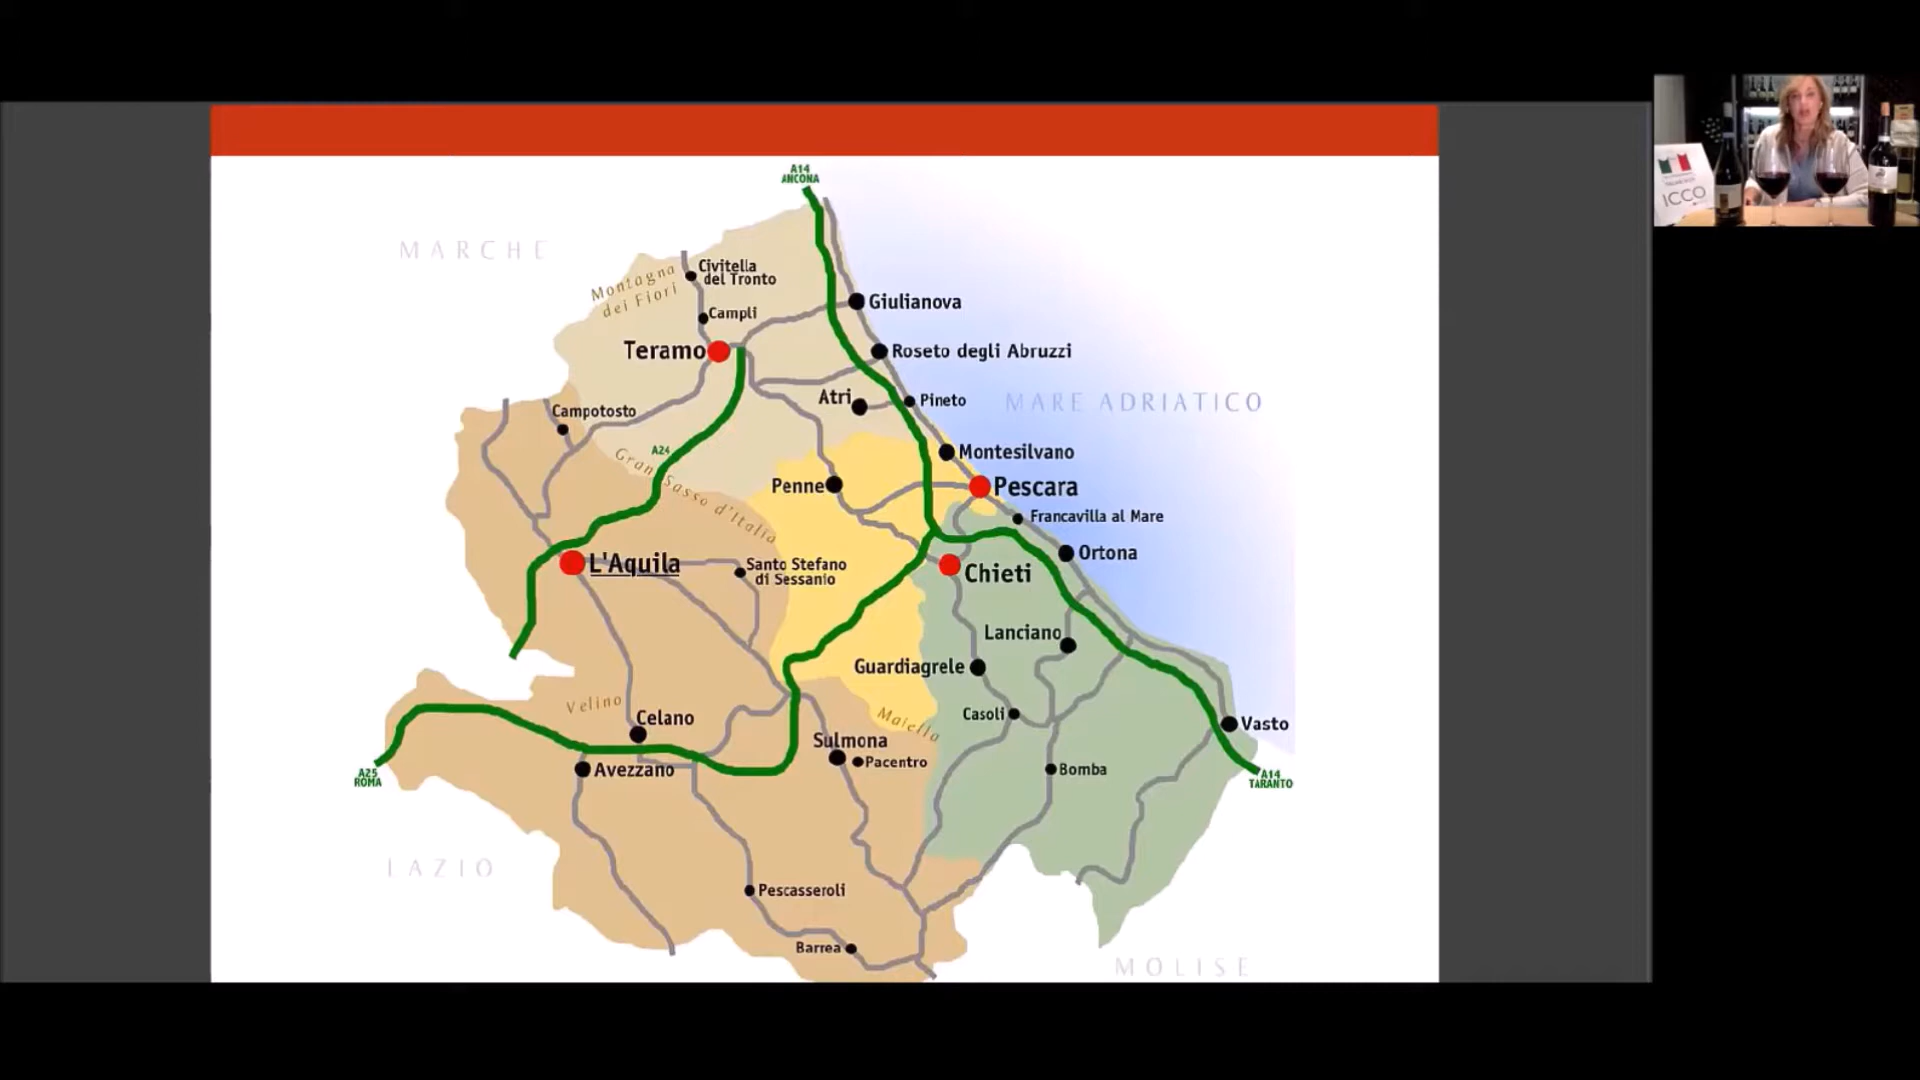 A14
ANCONA
MARCHE
Civitella
del Tronto
Montagna
dei Fiori
Giulianova
Campli
Teramo
Roseto degli Abruzzi
Atri
Pineto
MARE ADRIATICO
Campotosto
A24
Gran Sasso d'Italia
Montesilvano
Penne
Pescara
Francavilla al Mare
Ortona
L'Aquila
Santo Stefano
di Sessanio
Chieti
Lanciano
Guardiagrele
Velino
Celano
Maiella
Casoli
Vasto
Sulmona
Pacentro
Avezzano
Bomba
A25
ROMA
A14
TARANTO
LAZIO
Pescasseroli
Barrea
MOLISE
ICCO